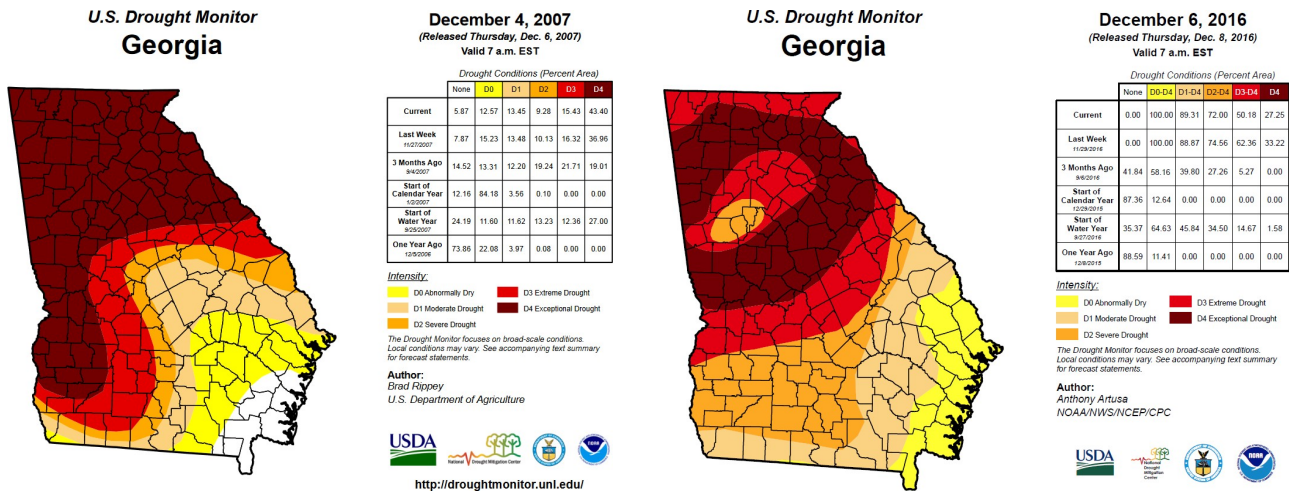 U.S. Drought Monitor
Georgia
December 4, 2007
(Released Thursday, Dec. 6, 2007)
Valid 7 a.m. EST
Drought Conditions (Percent Area)
None D0 D1 D2 D3 D4
Current 5.87 12.57 13.45 9.28 15.43 43.40
Last Week
11/27/2007 7.87 15.23 13.48 10.13 16.32 36.96
3 Months Ago
9/4/2007 14.52 13.31 12.20 19.24 21.71 19.01
Start of
Calendar Year
1/2/2007 12.16 84.18 3.56 0.10 0.00 0.00
Start of
Water Year
9/25/2007 24.19 11.60 11.62 13.23 12.36 27.00
One Year Ago
12/5/2006 73.86 22.08 3.97 0.08 0.00 0.00
Intensity:
D0 Abnormally Dry
D1 Moderate Drought
D2 Severe Drought
D3 Extreme Drought
D4 Exceptional Drought
The Drought Monitor focuses on broad-scale conditions.
Local conditions may vary. See accompanying text summary
for forecast statements.
Author:
Brad Rippey
U.S. Department of Agriculture
USDA
National Drought Mitigation Center
NOAA
http://droughtmonitor.unl.edu/
U.S. Drought Monitor
Georgia
December 6, 2016
(Released Thursday, Dec. 8, 2016)
Valid 7 a.m. EST
Drought Conditions (Percent Area)
None D0-D4 D1-D4 D2-D4 D3-D4 D4
Current 0.00 100.00 89.31 72.00 50.18 27.25
Last Week
11/29/2016 0.00 100.00 88.87 74.56 62.36 33.22
3 Months Ago
9/6/2016 41.84 58.16 39.80 27.26 5.27 0.00
Start of
Calendar Year
12/29/2015 87.36 12.64 0.00 0.00 0.00 0.00
Start of
Water Year
9/27/2016 35.37 64.63 45.84 34.50 14.67 1.58
One Year Ago
12/8/2015 88.59 11.41 0.00 0.00 0.00 0.00
Intensity:
D0 Abnormally Dry
D1 Moderate Drought
D2 Severe Drought
D3 Extreme Drought
D4 Exceptional Drought
The Drought Monitor focuses on broad-scale conditions.
Local conditions may vary. See accompanying text summary
for forecast statements.
Author:
Anthony Artusa
NOAA/NWS/NCEP/CPC
USDA
National
Drought
Mitigation
Center
NOAA